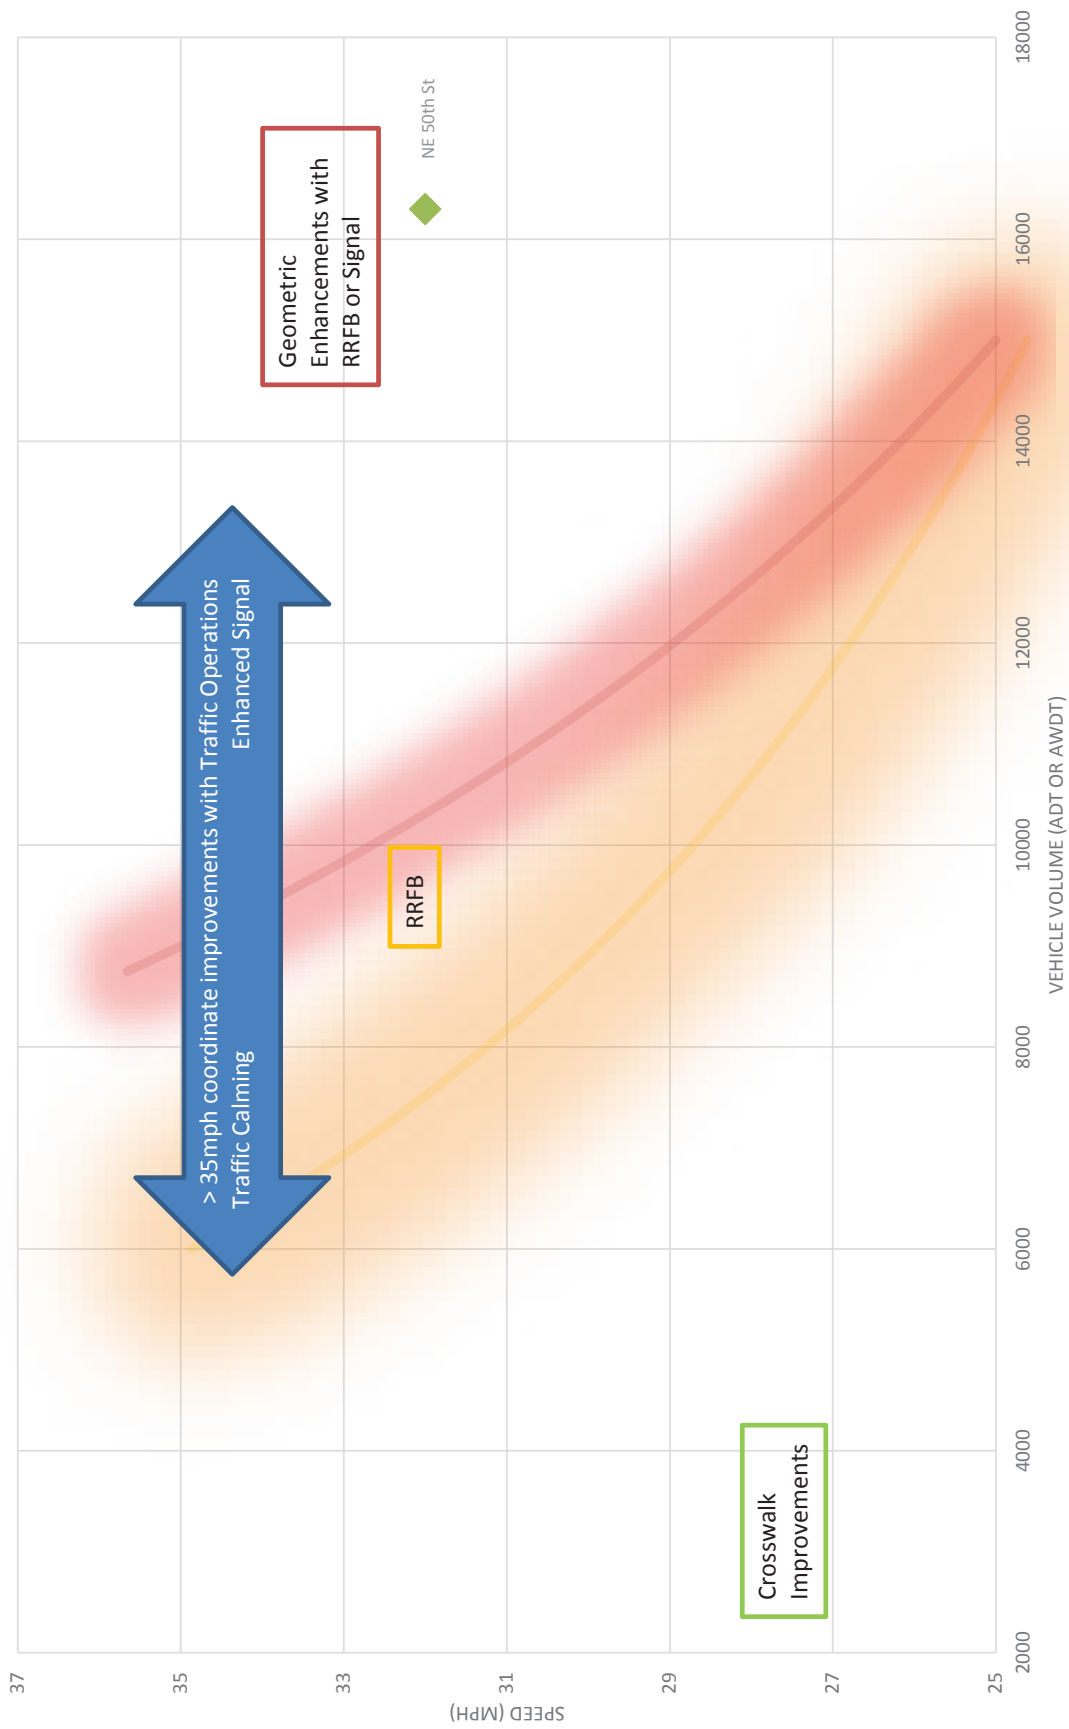 37
35
33
31
29
27
25
SPEED (MPH)
> 35mph coordinate improvements with Traffic Operations
Traffic Calming Enhanced Signal
Geometric
Enhancements with
RRFB or Signal
NE 50th St
RRFB
Crosswalk
Improvements
2000
4000
6000
8000
10000
12000
14000
16000
18000
VEHICLE VOLUME (ADT OR AWDT)